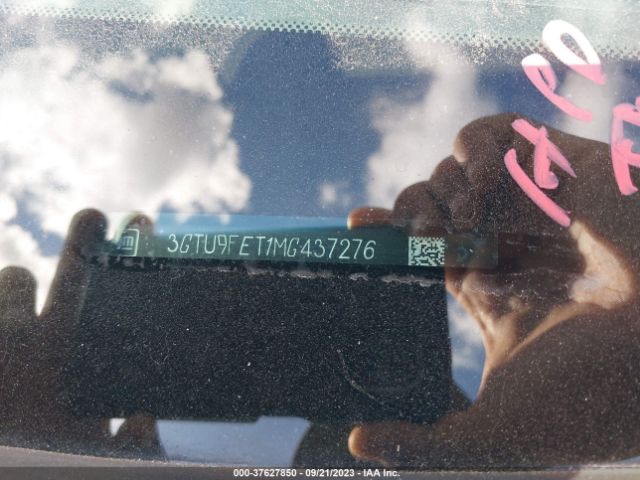 3GTU9FET1MG437276
000-37627850 - 09/21/2023 - IAA Inc.